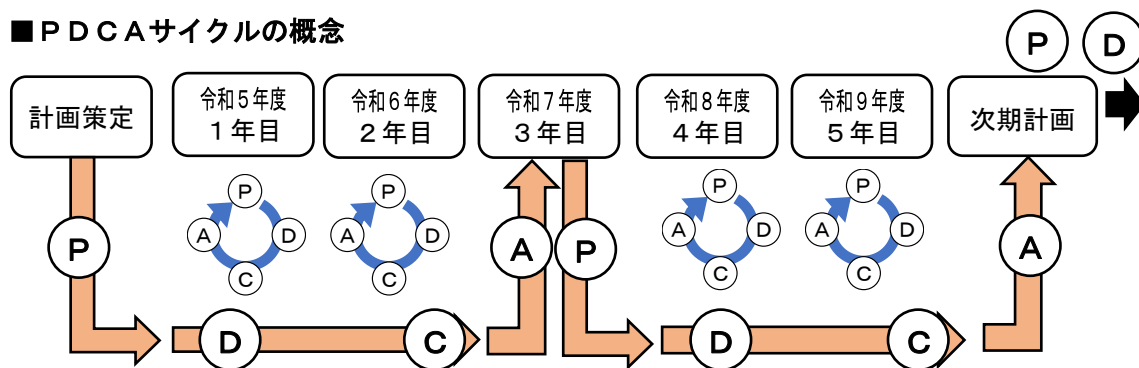 ■ＰＤＣＡサイクルの概念
Ｐ Ｄ
計画策定
令和５年度
１年目
令和６年度
２年目
令和７年度
３年目
令和８年度
４年目
令和９年度
５年目
次期計画
P
A D
C
P
A D
C
P
A D
C
P
A D
C
Ｐ
Ａ
Ｐ
Ａ
Ｄ
Ｃ
Ｄ
Ｃ